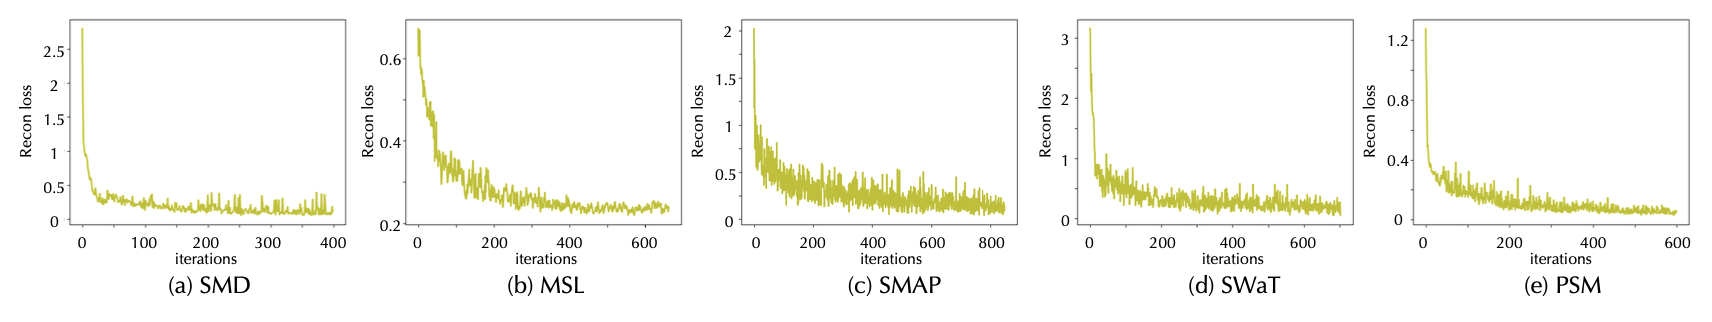 Recon loss
2.5
2
1.5
1
0.5
0
0 100 200 300 400
iterations
(a) SMD
Recon loss
0.6
0.4
0.2
0 200 400 600
iterations
(b) MSL
Recon loss
2
1.5
1
0.5
0
0 200 400 600 800
iterations
(c) SMAP
Recon loss
3
2
1
0
0 200 400 600
iterations
(d) SWaT
Recon loss
1.2
0.8
0.4
0
0 200 400 600
iterations
(e) PSM